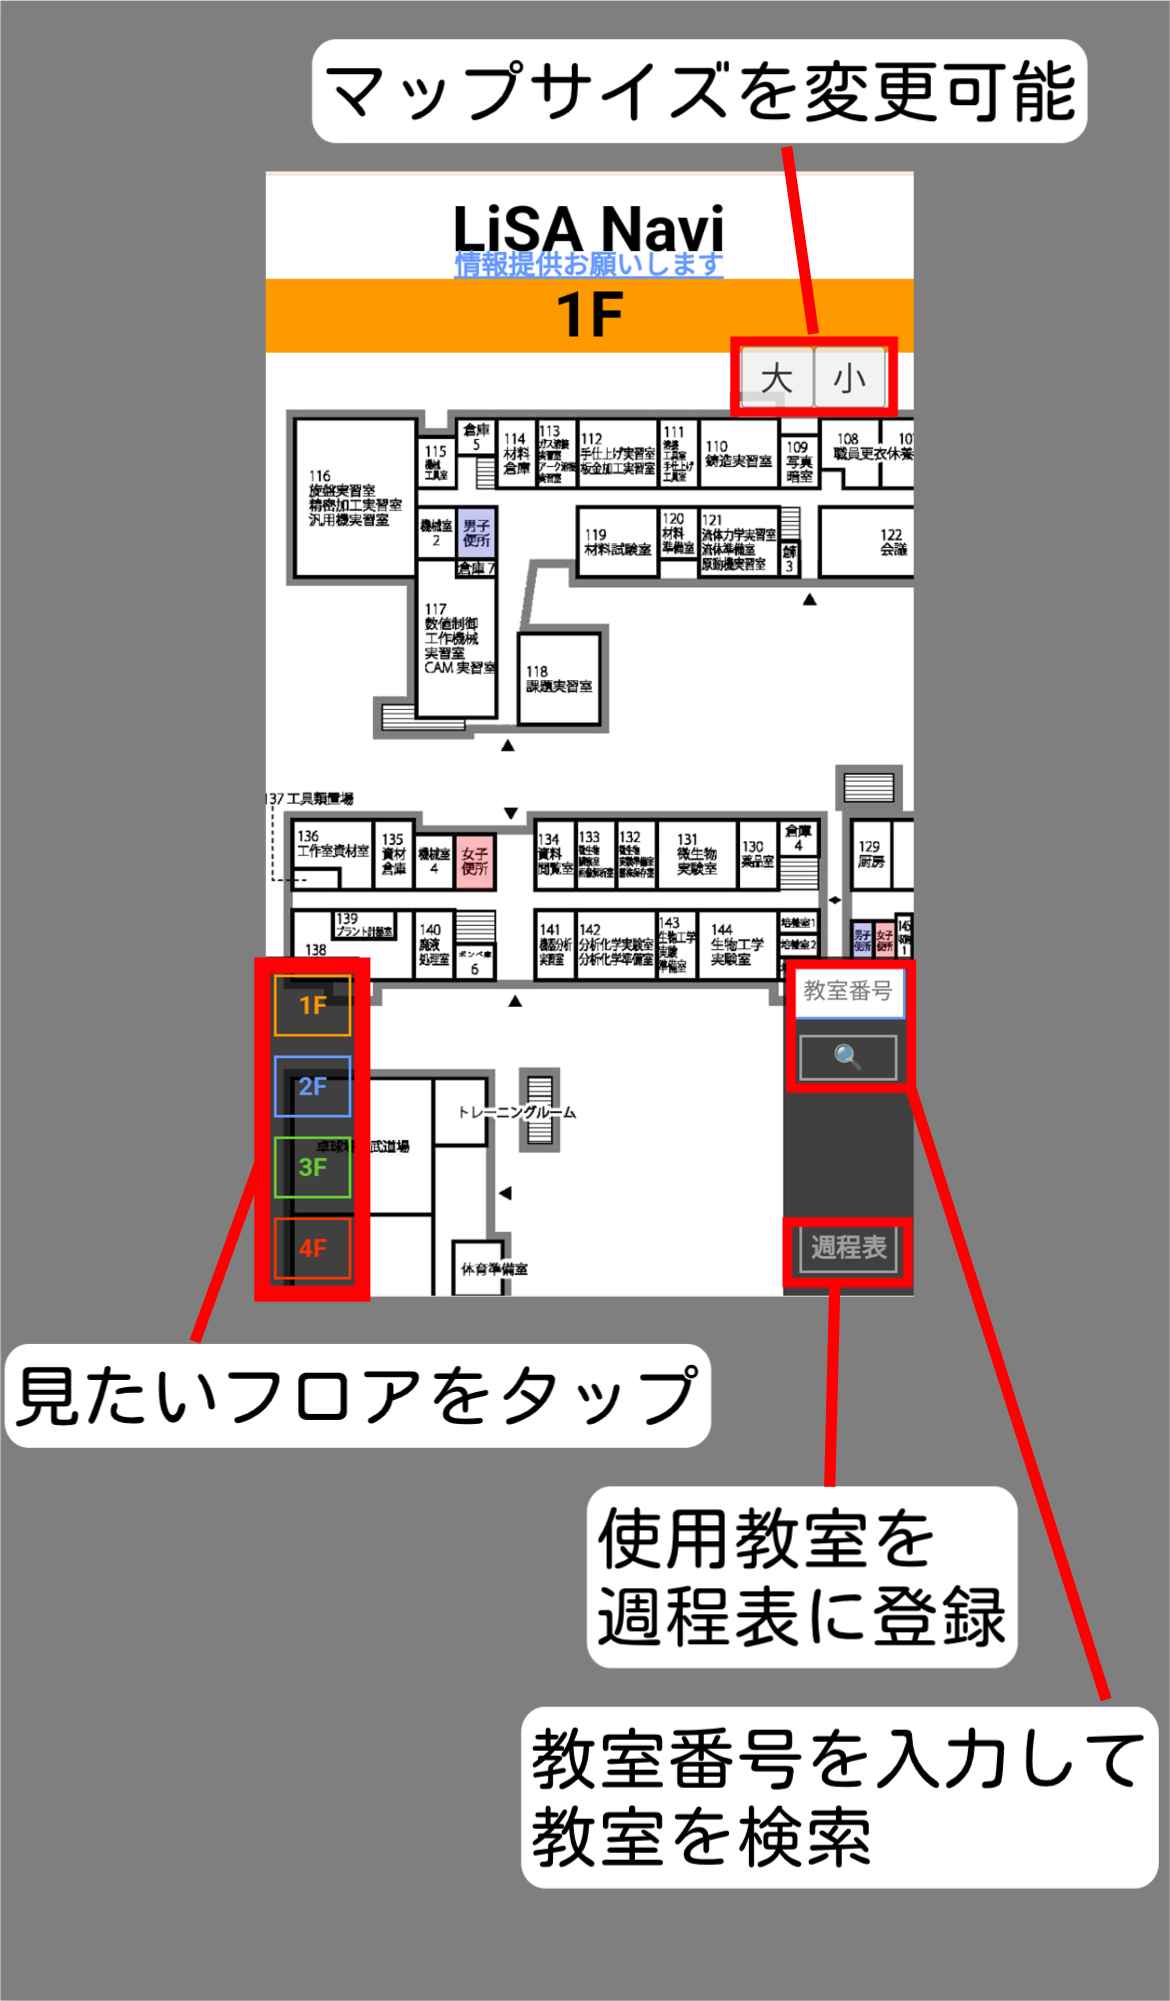 マップサイズを変更可能
LiSA Navi
情報提供お願いします
1F
大 小
116
旋盤実習室
精密加工実習室
汎用機実習室
115
機械
工具室
倉庫
5
114
材料
倉庫
113
ガス溶接
実習室
アーク溶接
実習室
112
手仕上げ実習室
板金加工実習室
111
溶接
工具室
手仕上げ
工具室
110
鋳造実習室
109
写真
暗室
108
職員更衣休養
機械室
2
男子
便所
倉庫 7
117
数値制御
工作機械
実習室
CAM 実習室
118
課題実習室
119
材料試験室
120
材料
準備室
121
流体力学実習室
流体準備室
原動機実習室
3
122
会議
137 工具類置場
136
工作室資材室
135
資材
倉庫
機械室
4
女子
便所
134
資料
閲覧室
133
132
131
微生物
実験室
130
薬品室
倉庫
4
129
厨房
138
139
プラント計器室
140
廃液
処理室
ボンベ庫
6
141
機器分析
実習室
142
分析化学実験室
分析化学準備室
143
生物工学
実験
準備室
144
生物工学
実験室
培養室1
培養室2
男子
便所
女子
便所
145
1
1F
2F
3F
4F
教室番号
週程表
トレーニングルーム
武道場
体育準備室
見たいフロアをタップ
使用教室を
週程表に登録
教室番号を入力して
教室を検索